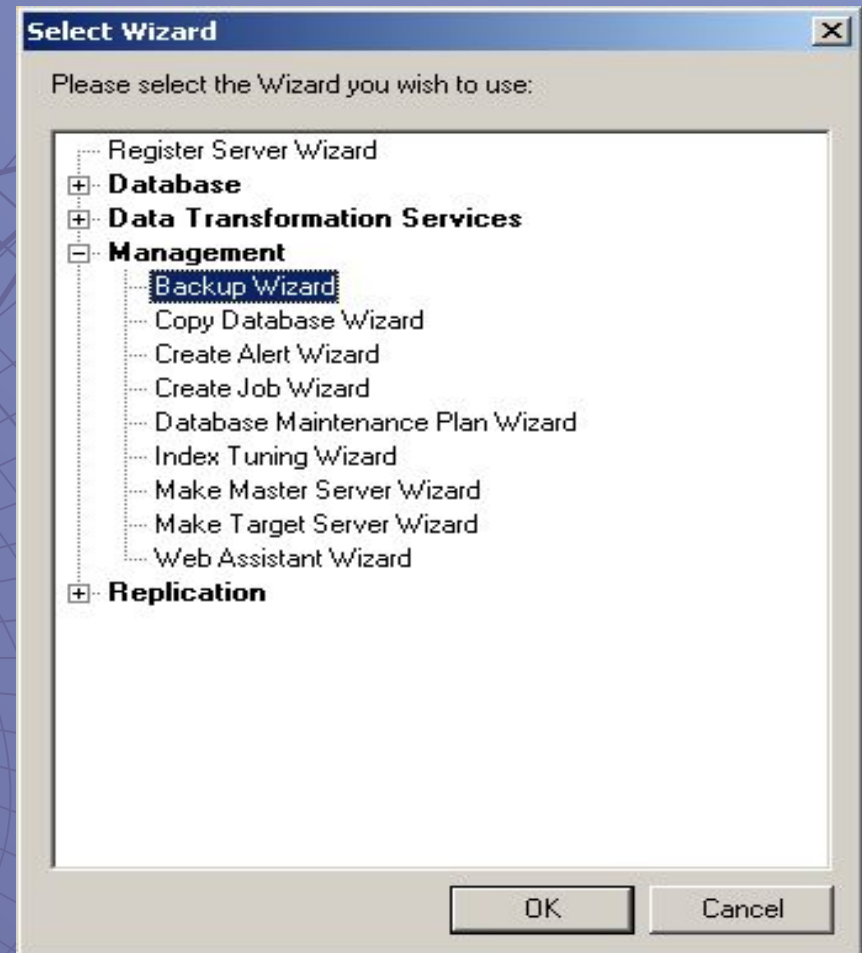 Select Wizard
Please select the Wizard you wish to use:
Register Server Wizard
Database
Data Transformation Services
Management
Backup Wizard
Copy Database Wizard
Create Alert Wizard
Create Job Wizard
Database Maintenance Plan Wizard
Index Tuning Wizard
Make Master Server Wizard
Make Target Server Wizard
Web Assistant Wizard
Replication
OK Cancel